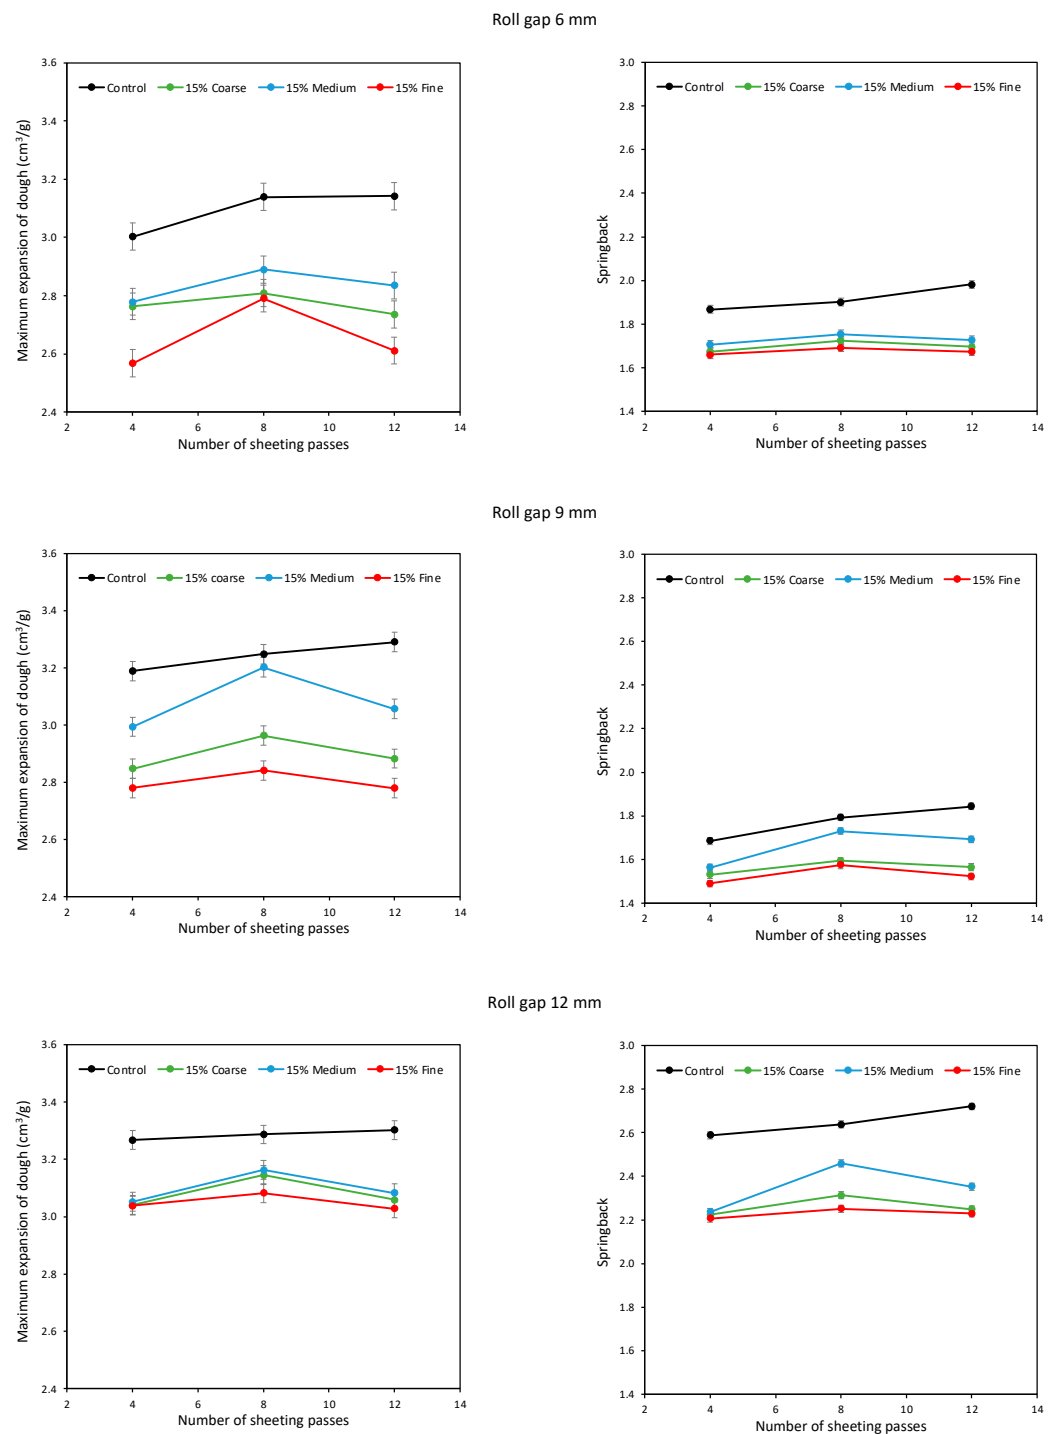 Roll gap 6 mm
Maximum expansion of dough (cm³/g)
3.6
3.4
3.2
3.0
2.8
2.6
2.4
Control 15% Coarse 15% Medium 15% Fine
2 4 6 8 10 12 14
Number of sheeting passes
Springback
3.0
2.8
2.6
2.4
2.2
2.0
1.8
1.6
1.4
Control 15% Coarse 15% Medium 15% Fine
2 4 6 8 10 12 14
Number of sheeting passes
Roll gap 9 mm
Maximum expansion of dough (cm³/g)
3.6
3.4
3.2
3.0
2.8
2.6
2.4
Control 15% coarse 15% Medium 15% Fine
2 4 6 8 10 12 14
Number of sheeting passes
Springback
3.0
2.8
2.6
2.4
2.2
2.0
1.8
1.6
1.4
Control 15% Coarse 15% Medium 15% Fine
2 4 6 8 10 12 14
Number of sheeting passes
Roll gap 12 mm
Maximum expansion of dough (cm³/g)
3.6
3.4
3.2
3.0
2.8
2.6
2.4
Control 15% Coarse 15% Medium 15% Fine
2 4 6 8 10 12 14
Number of sheeting passes
Springback
3.0
2.8
2.6
2.4
2.2
2.0
1.8
1.6
1.4
Control 15% Coarse 15% Medium 15% Fine
2 4 6 8 10 12 14
Number of sheeting passes